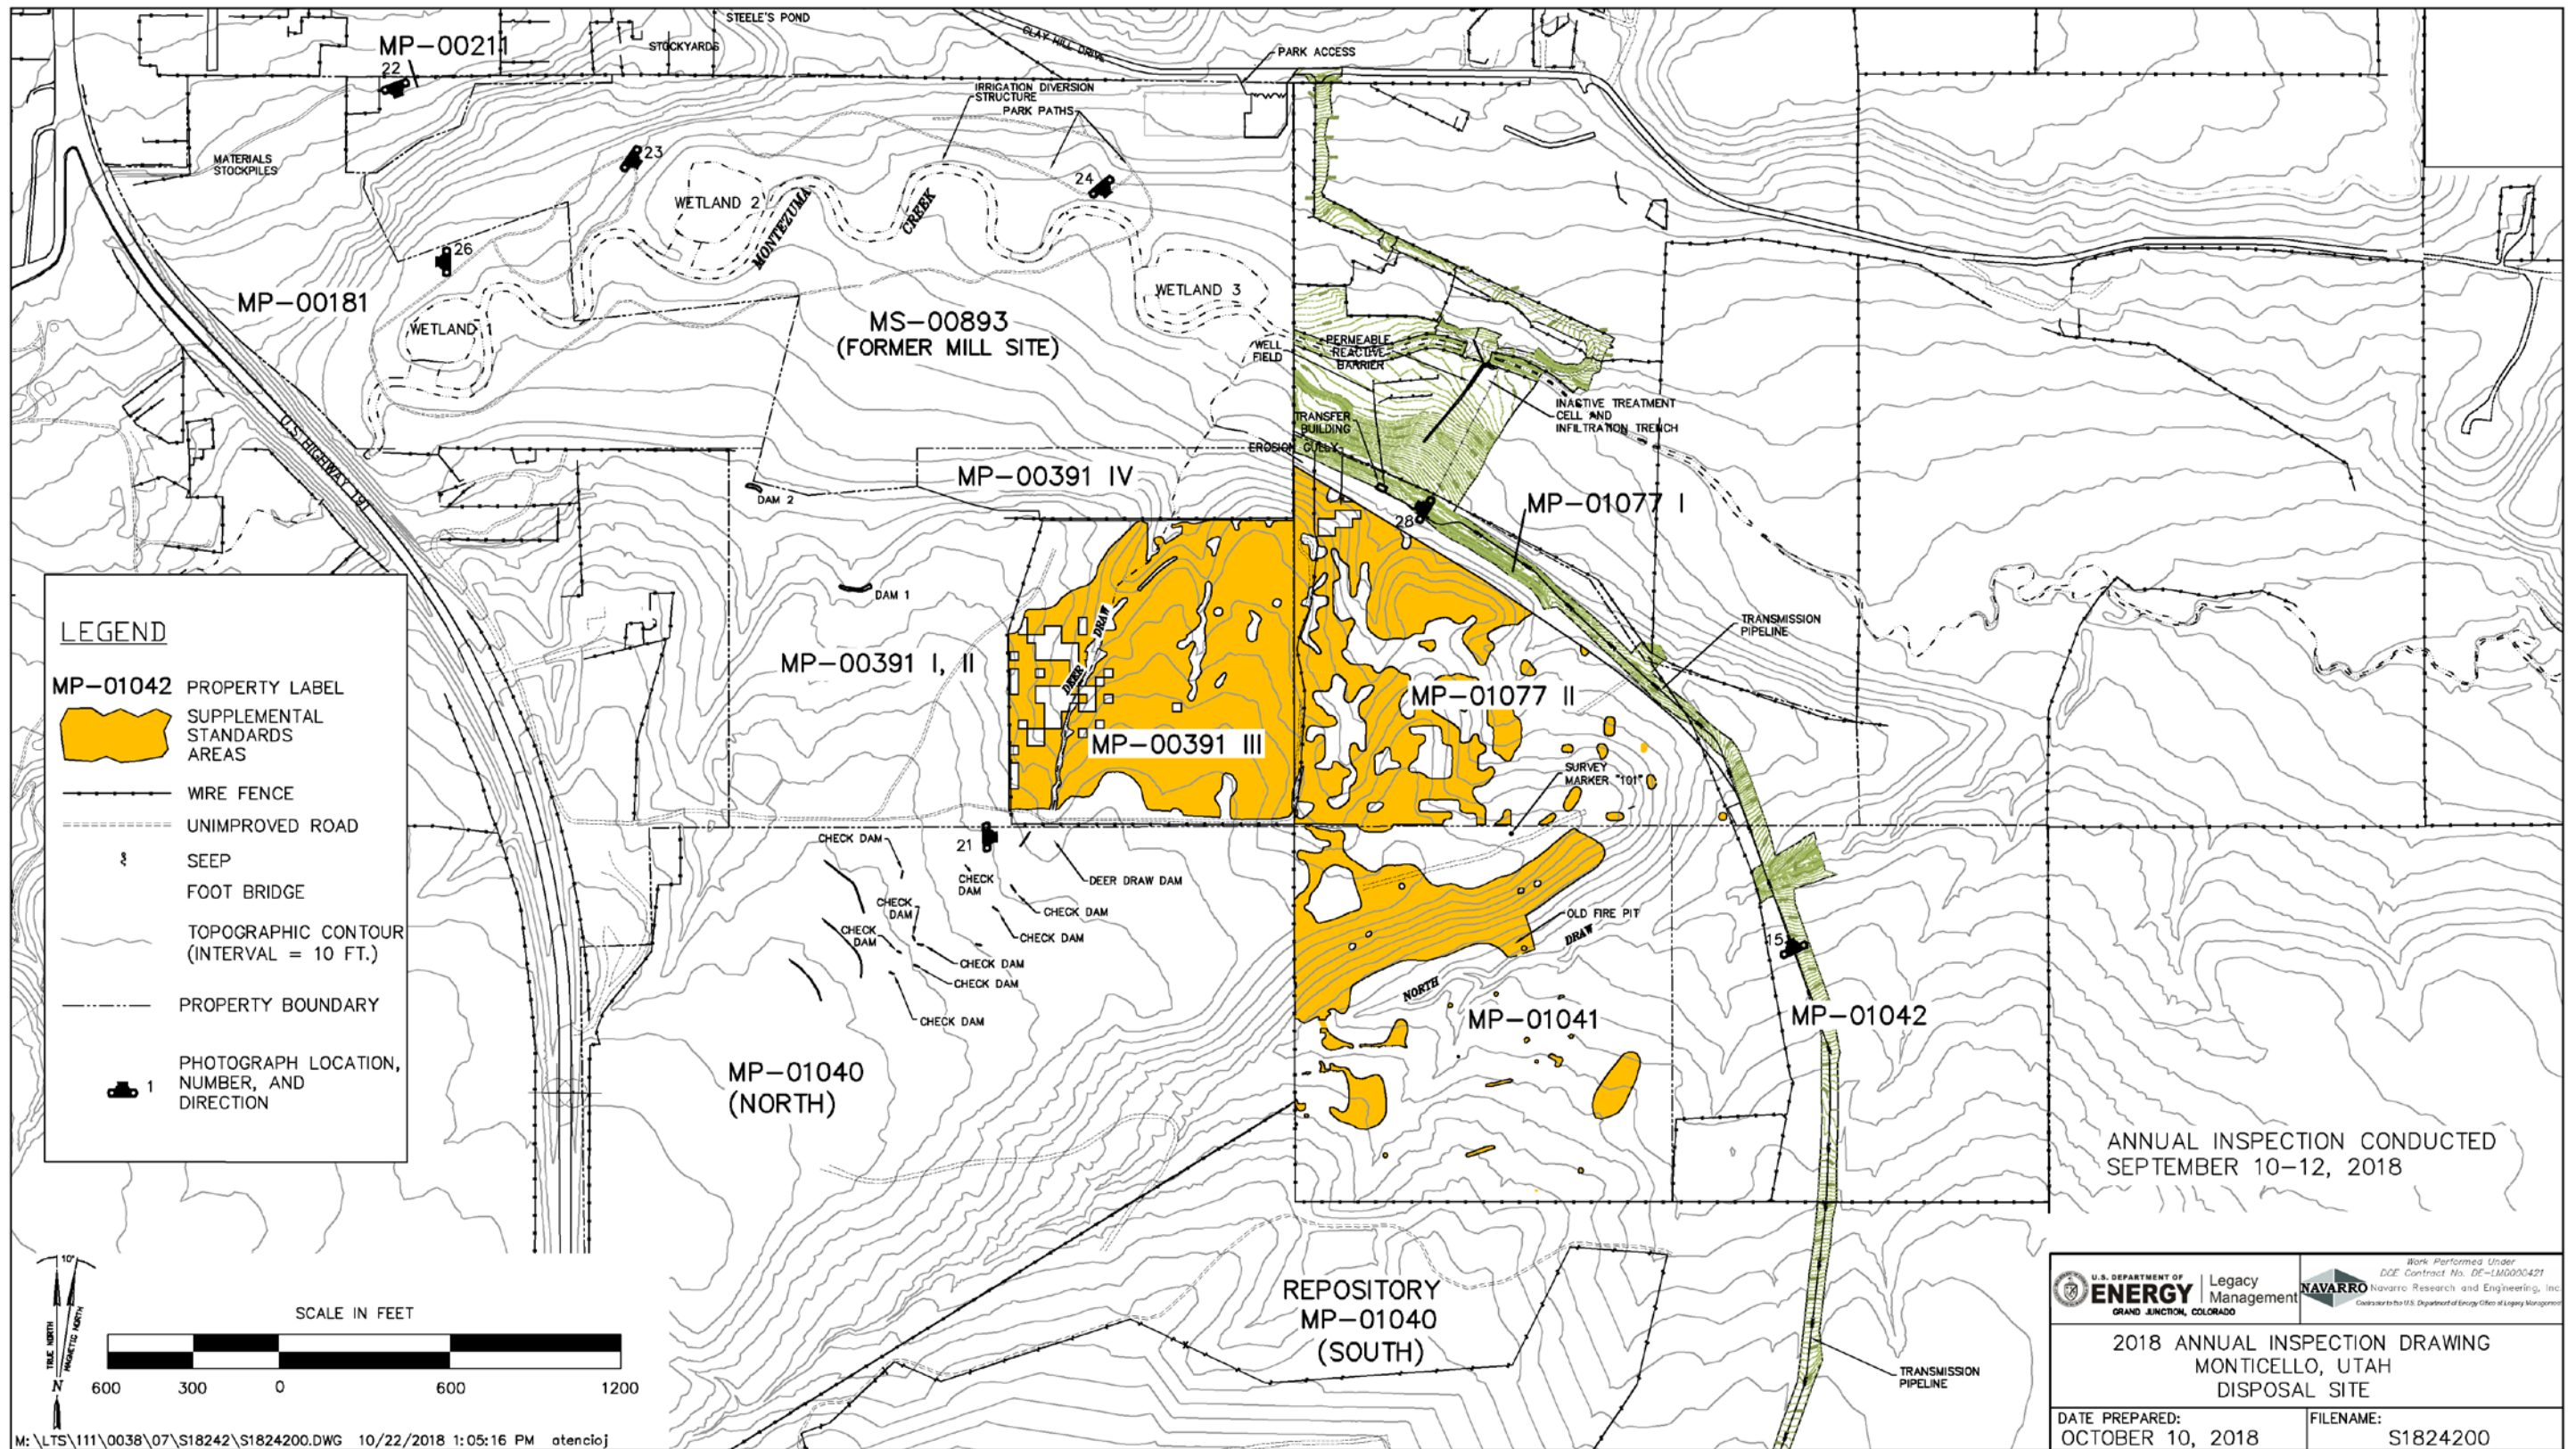 STEELE'S POND
MP-00211
STOCKYARDS
CLAY HILL DRIVE
PARK ACCESS
22
IRRIGATION DIVERSION
STRUCTURE
PARK PATHS
MATERIALS
STOCKPILES
23
24
WETLAND 2
MONTEZUMA
CREEK
26
MP-00181
WETLAND 3
WETLAND 1
MS-00893
(FORMER MILL SITE)
WELL
FIELD
PERMEABLE
REACTIVE
BARRIER
INACTIVE TREATMENT
CELL AND
INFILTRATION TRENCH
TRANSFER
BUILDING
EROSION GULLY
U.S. HIGHWAY 191
MP-00391 IV
DAM 2
MP-01077 I
28
DAM 1
TRANSMISSION
PIPELINE
DEER DRAW
MP-00391 I, II
MP-01077 II
MP-00391 III
SURVEY
MARKER "101"
LEGEND
MP-01042 PROPERTY LABEL
SUPPLEMENTAL
STANDARDS
AREAS
WIRE FENCE
UNIMPROVED ROAD
SEEP
FOOT BRIDGE
TOPOGRAPHIC CONTOUR
(INTERVAL = 10 FT.)
PROPERTY BOUNDARY
1
PHOTOGRAPH LOCATION,
NUMBER, AND
DIRECTION
CHECK DAM
21
CHECK
DAM
DEER DRAW DAM
CHECK
DAM
CHECK DAM
CHECK
DAM
CHECK DAM
CHECK DAM
CHECK DAM
CHECK DAM
OLD FIRE PIT
NORTH DRAW
15
MP-01041
MP-01042
MP-01040
(NORTH)
ANNUAL INSPECTION CONDUCTED
SEPTEMBER 10-12, 2018
REPOSITORY
MP-01040
(SOUTH)
TRANSMISSION
PIPELINE
10°
TRUE NORTH
MAGNETIC NORTH
N
SCALE IN FEET
600 300 0 600 1200
M:\LTS\111\0038\07\S18242\S1824200.DWG 10/22/2018 1:05:16 PM atencioj
U.S. DEPARTMENT OF
ENERGY
Legacy
Management
GRAND JUNCTION, COLORADO
NAVARRO
Work Performed Under
DOE Contract No. DE-LM0000421
Navarro Research and Engineering, Inc.
Contractor to the U.S. Department of Energy Office of Legacy Management
2018 ANNUAL INSPECTION DRAWING
MONTICELLO, UTAH
DISPOSAL SITE
DATE PREPARED:
OCTOBER 10, 2018
FILENAME:
S1824200